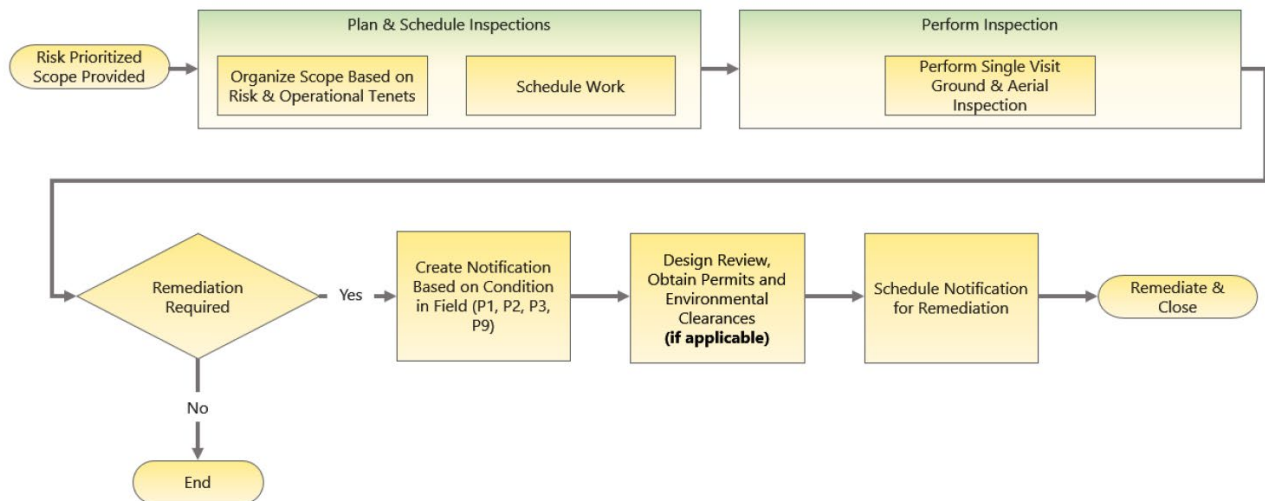 Plan & Schedule Inspections
Perform Inspection
Risk Prioritized
Scope Provided
Organize Scope Based on
Risk & Operational Tenets
Schedule Work
Perform Single Visit
Ground & Aerial
Inspection
Remediation
Required
Yes
Create Notification
Based on Condition
in Field (P1, P2, P3,
P9)
Design Review,
Obtain Permits and
Environmental
Clearances
(if applicable)
Schedule Notification
for Remediation
Remediate &
Close
No
End